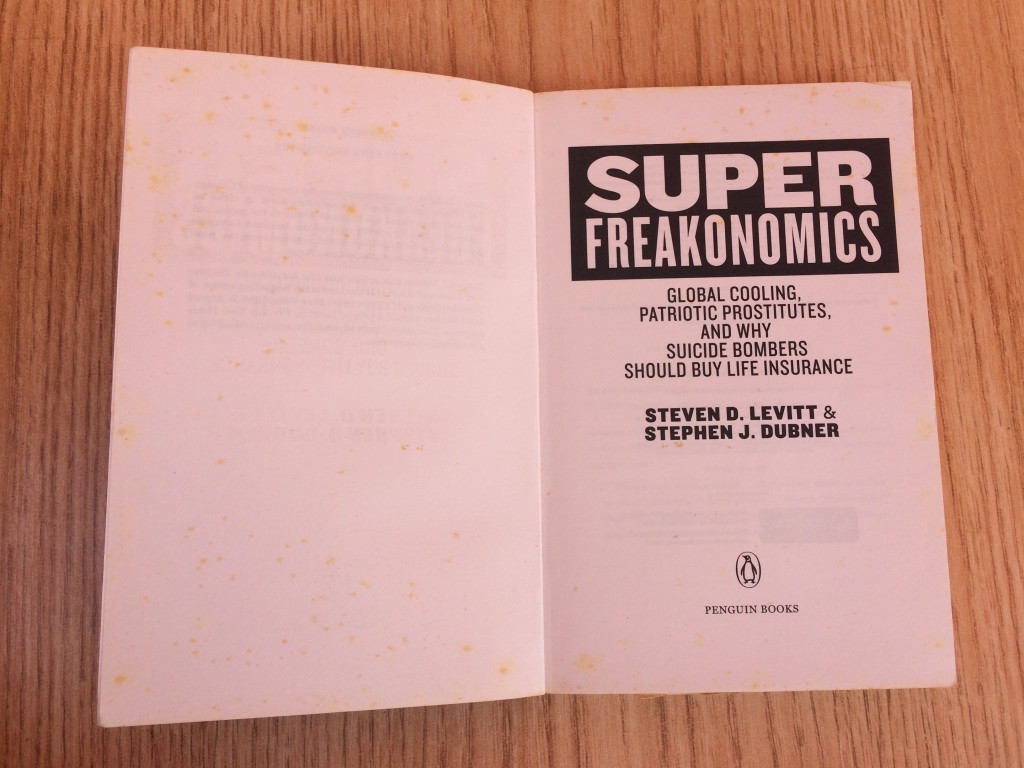 SUPER
FREAKONOMICS
GLOBAL COOLING,
PATRIOTIC PROSTITUTES,
AND WHY
SUICIDE BOMBERS
SHOULD BUY LIFE INSURANCE
STEVEN D. LEVITT &
STEPHEN J. DUBNER
PENGUIN BOOKS